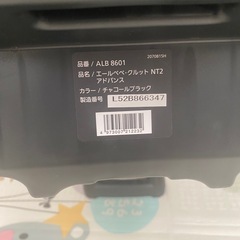 品番 / ALB 8601
品名 / エールベベ・クルット NT2
アドバンス
カラー / チャコールブラック
製造番号 L52B866347